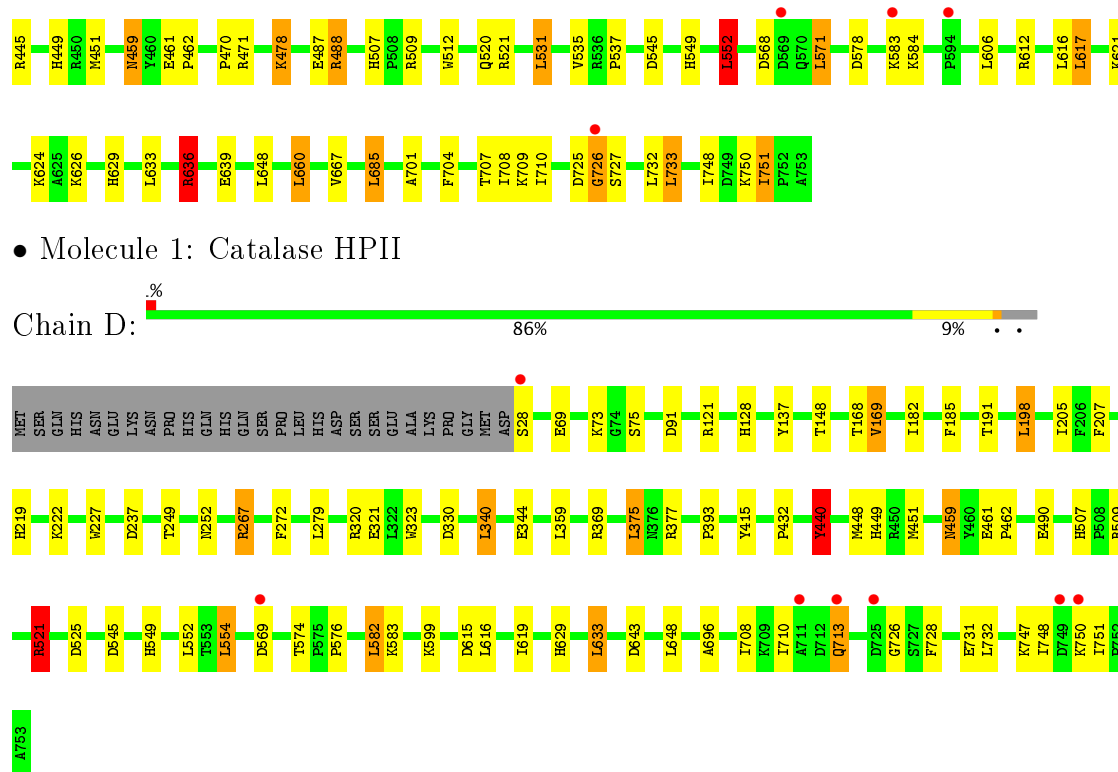 R445 H449 R450 M451 N459 Y460 E461 P462 P470 R471 K478 E487 R488 H507 P508 R509 W512 Q520 R521 L531 V535 R536 P537 D545 H549 L552 D568 D569 Q570 L571 D578 K583 K584 P594 L606 R612 L616 L617 K621
K624 A625 K626 H629 L633 R636 E639 L648 L660 V667 L685 A701 F704 T707 I708 K709 I710 D725 G726 S727 L732 L733 I748 D749 K750 I751 P752 A753
• Molecule 1: Catalase HPII
.%
Chain D:
86% 9% • •
MET SER GLN HIS ASN GLU LYS ASN PRO HIS GLN HIS GLN SER PRO LEU HIS ASP SER SER GLU ALA LYS PRO GLY MET ASP S28 E69 K73 G74 S75 D91 R121 H128 Y137 T148 T168 V169 I182 F185 T191 L198 I205 F206 F207
H219 K222 W227 D237 T249 N252 R267 F272 L279 R320 E321 L322 W323 D330 L340 E344 L359 R369 L375 N376 R377 P393 Y415 P432 Y440 M448 H449 R450 M451 N459 Y460 E461 P462 E490 H507 P508 R509
R521 D525 D545 H549 L552 T553 L554 D569 T574 P575 P576 L582 K583 K599 D615 L616 I619 H629 L633 D643 L648 A696 I708 K709 I710 A711 D712 Q713 D725 G726 S727 F728 E731 L732 K747 I748 D749 K750 I751 P752
A753